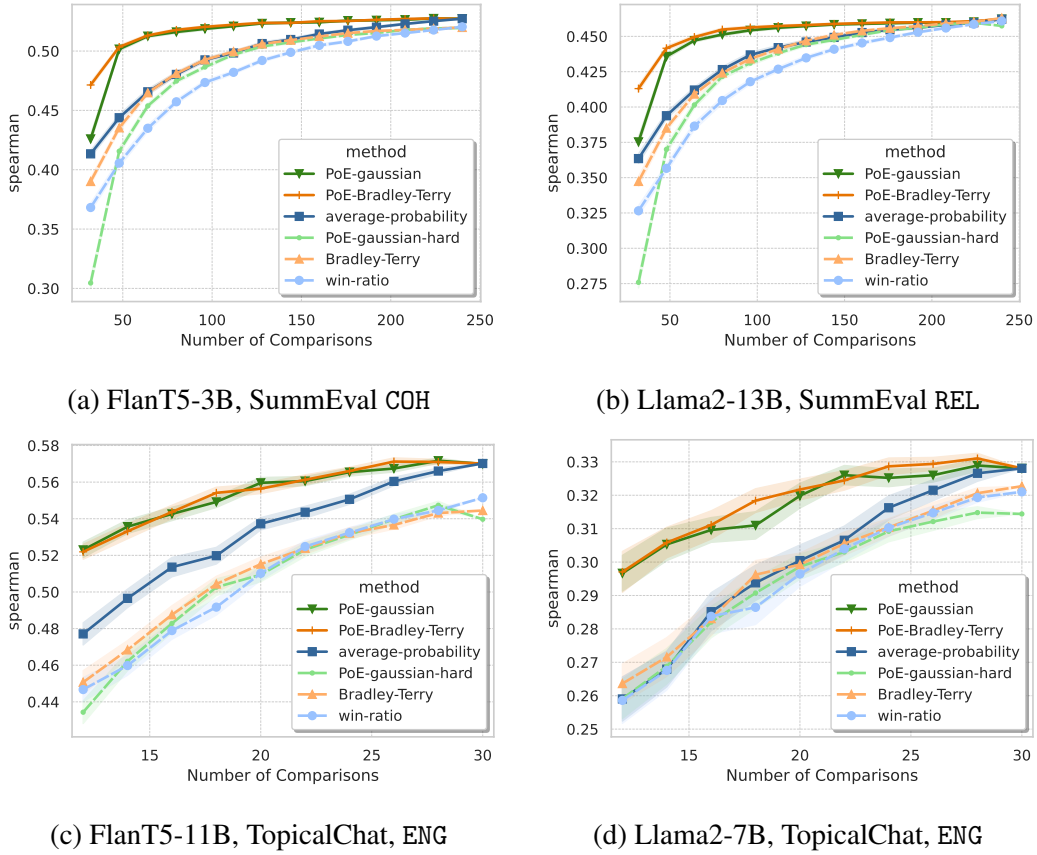 0.50
0.45
0.40
0.35
0.30
spearman
method
PoE-gaussian
PoE-Bradley-Terry
average-probability
PoE-gaussian-hard
Bradley-Terry
win-ratio
50 100 150 200 250
Number of Comparisons
(a) FlanT5-3B, SummEval COH
0.450
0.425
0.400
0.375
0.350
0.325
0.300
0.275
spearman
method
PoE-gaussian
PoE-Bradley-Terry
average-probability
PoE-gaussian-hard
Bradley-Terry
win-ratio
50 100 150 200 250
Number of Comparisons
(b) Llama2-13B, SummEval REL
0.58
0.56
0.54
0.52
0.50
0.48
0.46
0.44
spearman
method
PoE-gaussian
PoE-Bradley-Terry
average-probability
PoE-gaussian-hard
Bradley-Terry
win-ratio
15 20 25 30
Number of Comparisons
(c) FlanT5-11B, TopicalChat, ENG
0.33
0.32
0.31
0.30
0.29
0.28
0.27
0.26
0.25
spearman
method
PoE-gaussian
PoE-Bradley-Terry
average-probability
PoE-gaussian-hard
Bradley-Terry
win-ratio
15 20 25 30
Number of Comparisons
(d) Llama2-7B, TopicalChat, ENG